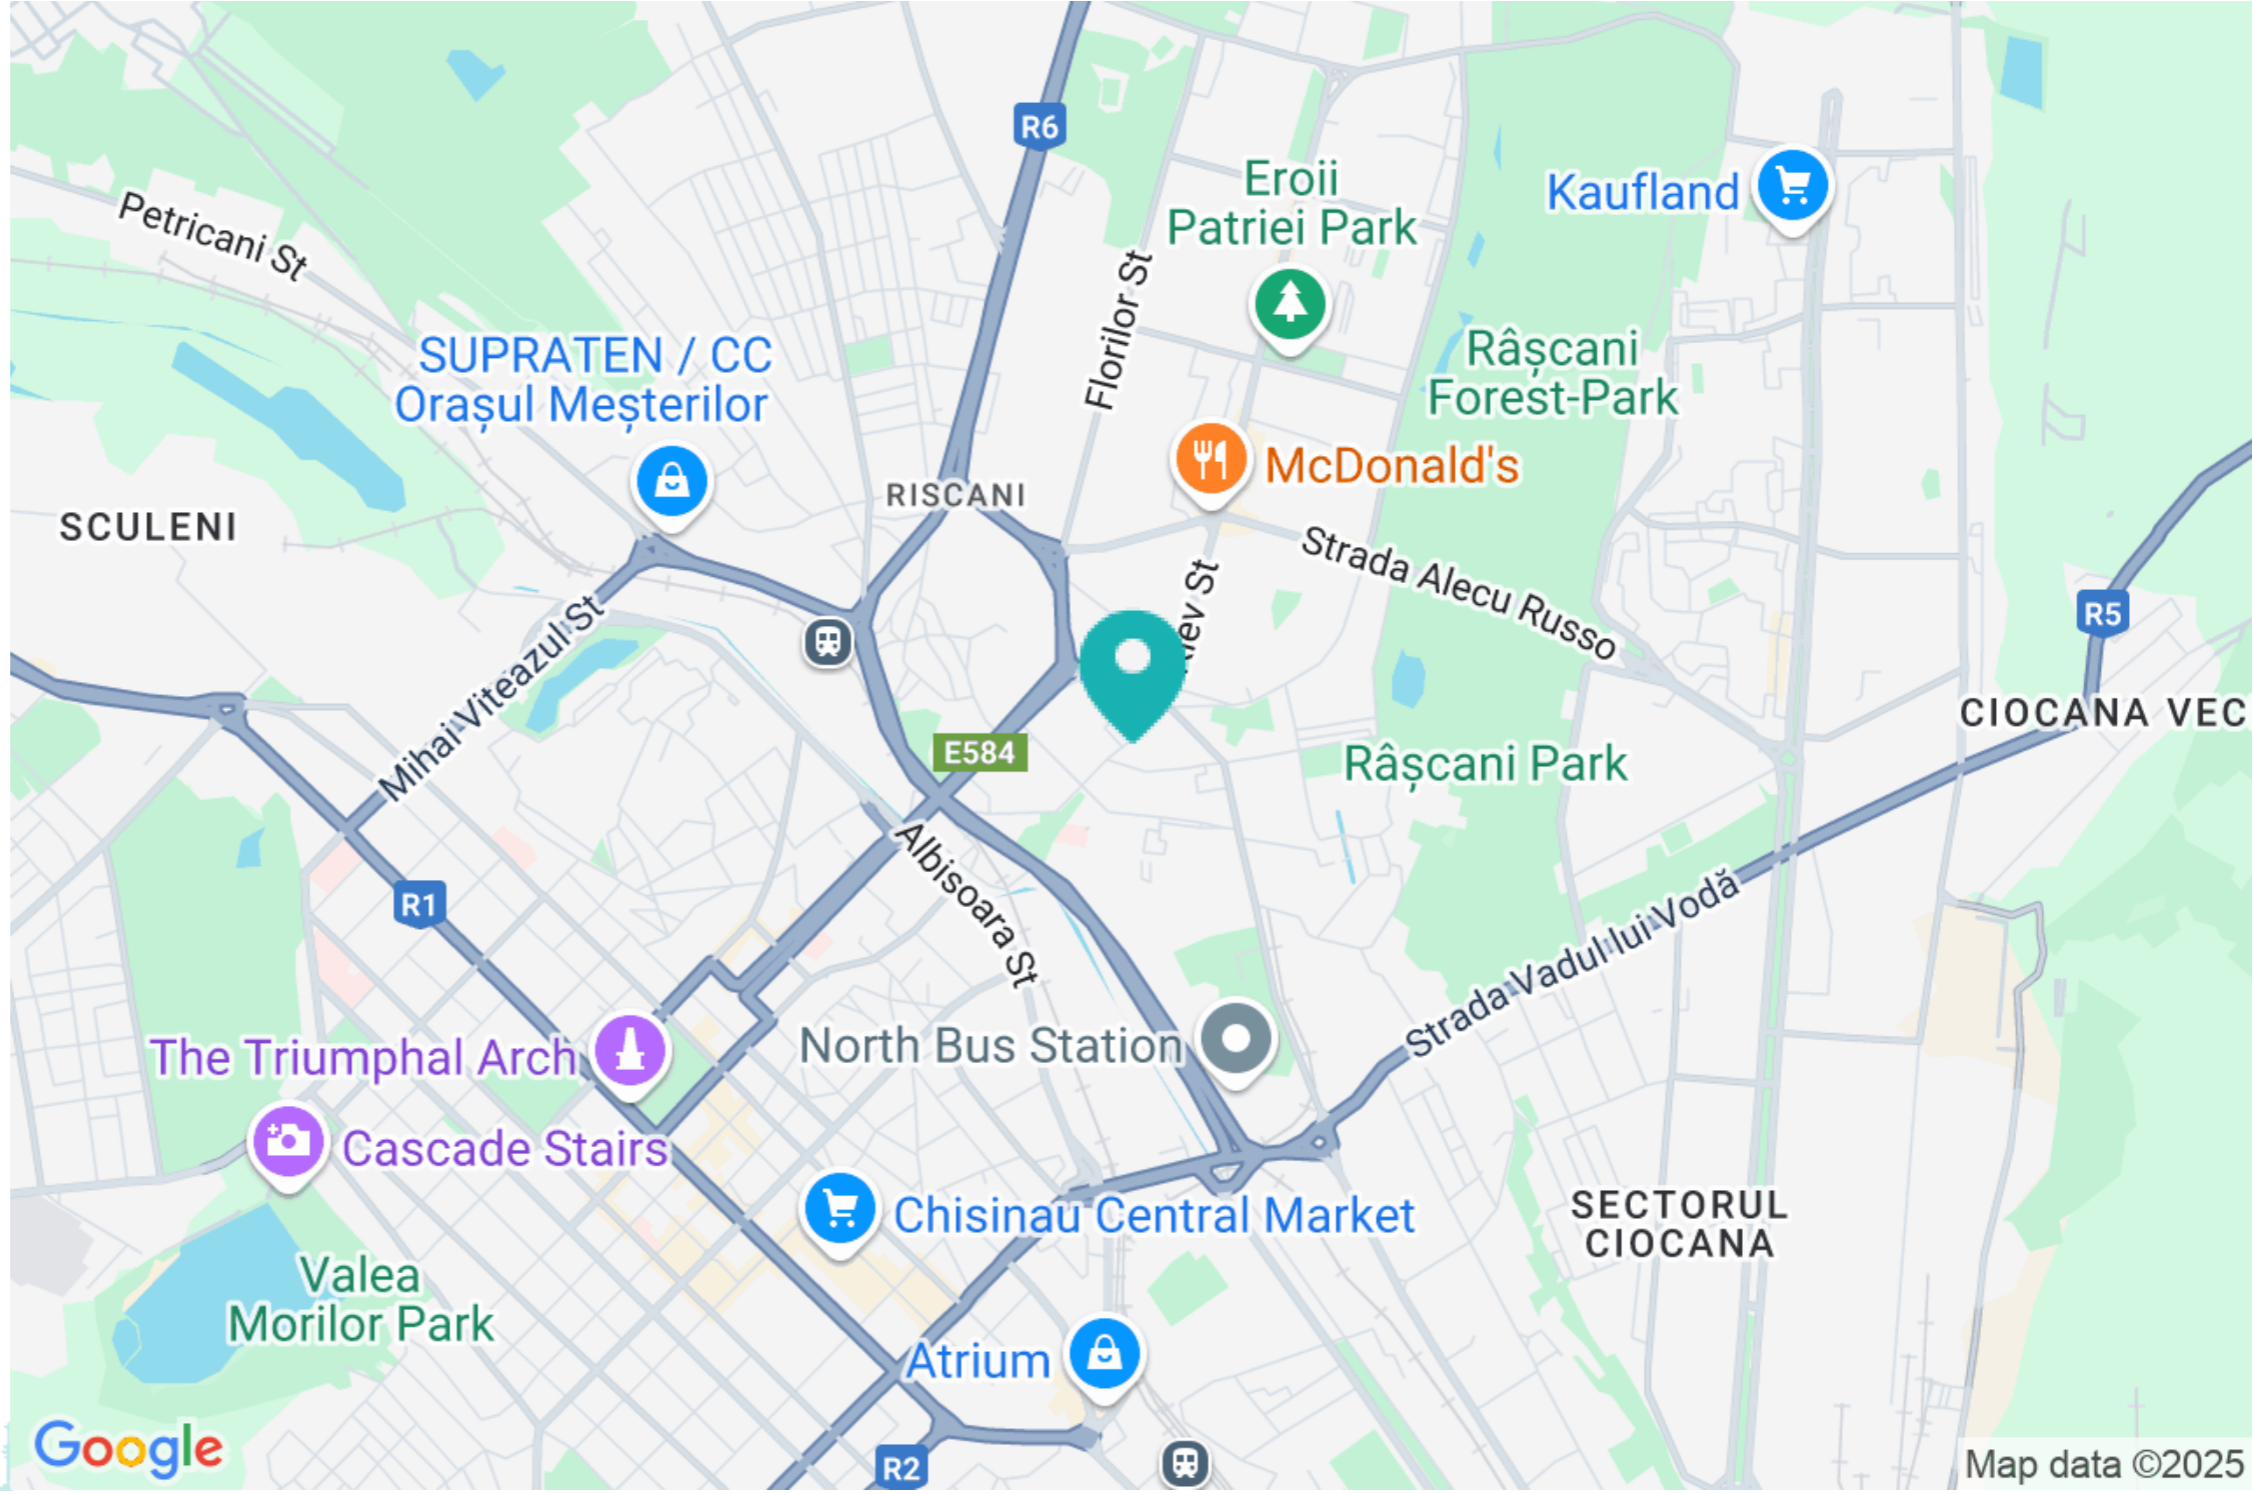 R6
Eroii
Patriei Park
Kaufland
Petricani St
Florilor St
SUPRATEN / CC
Orașul Meșterilor
Râșcani
Forest-Park
McDonald's
RISCANI
SCULENI
Strada Alecu Russo
St
R5
Mihai Viteazul St
CIOCANA VEC
E584
Râșcani Park
Albisoara St
R1
Strada Vadul lui Vodă
The Triumphal Arch
North Bus Station
Cascade Stairs
Chisinau Central Market
SECTORUL
CIOCANA
Valea
Morilor Park
Atrium
Google
R2
Map data ©2025